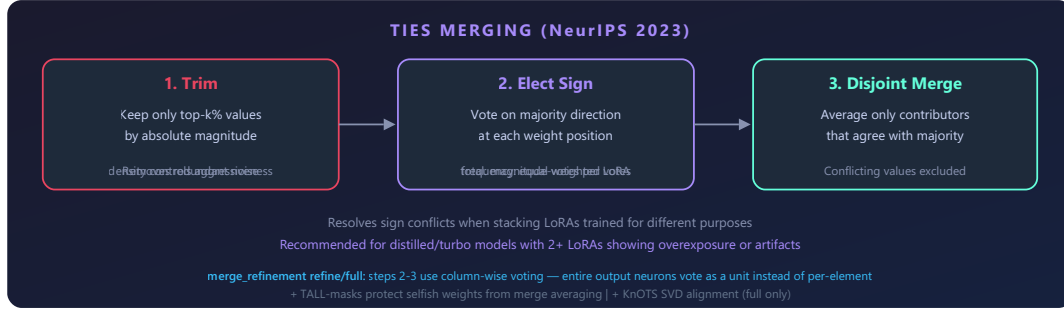 TIES MERGING (NeurIPS 2023)
1. Trim
Keep only top-k% values
by absolute magnitude
2. Elect Sign
Vote on majority direction
at each weight position
3. Disjoint Merge
Average only contributors
that agree with majority
Conflicting values excluded
Resolves sign conflicts when stacking LoRAs trained for different purposes
Recommended for distilled/turbo models with 2+ LoRAs showing overexposure or artifacts
merge_refinement refine/full: steps 2-3 use column-wise voting — entire output neurons vote as a unit instead of per-element
+ TALL-masks protect selfish weights from merge averaging | + KnOTS SVD alignment (full only)